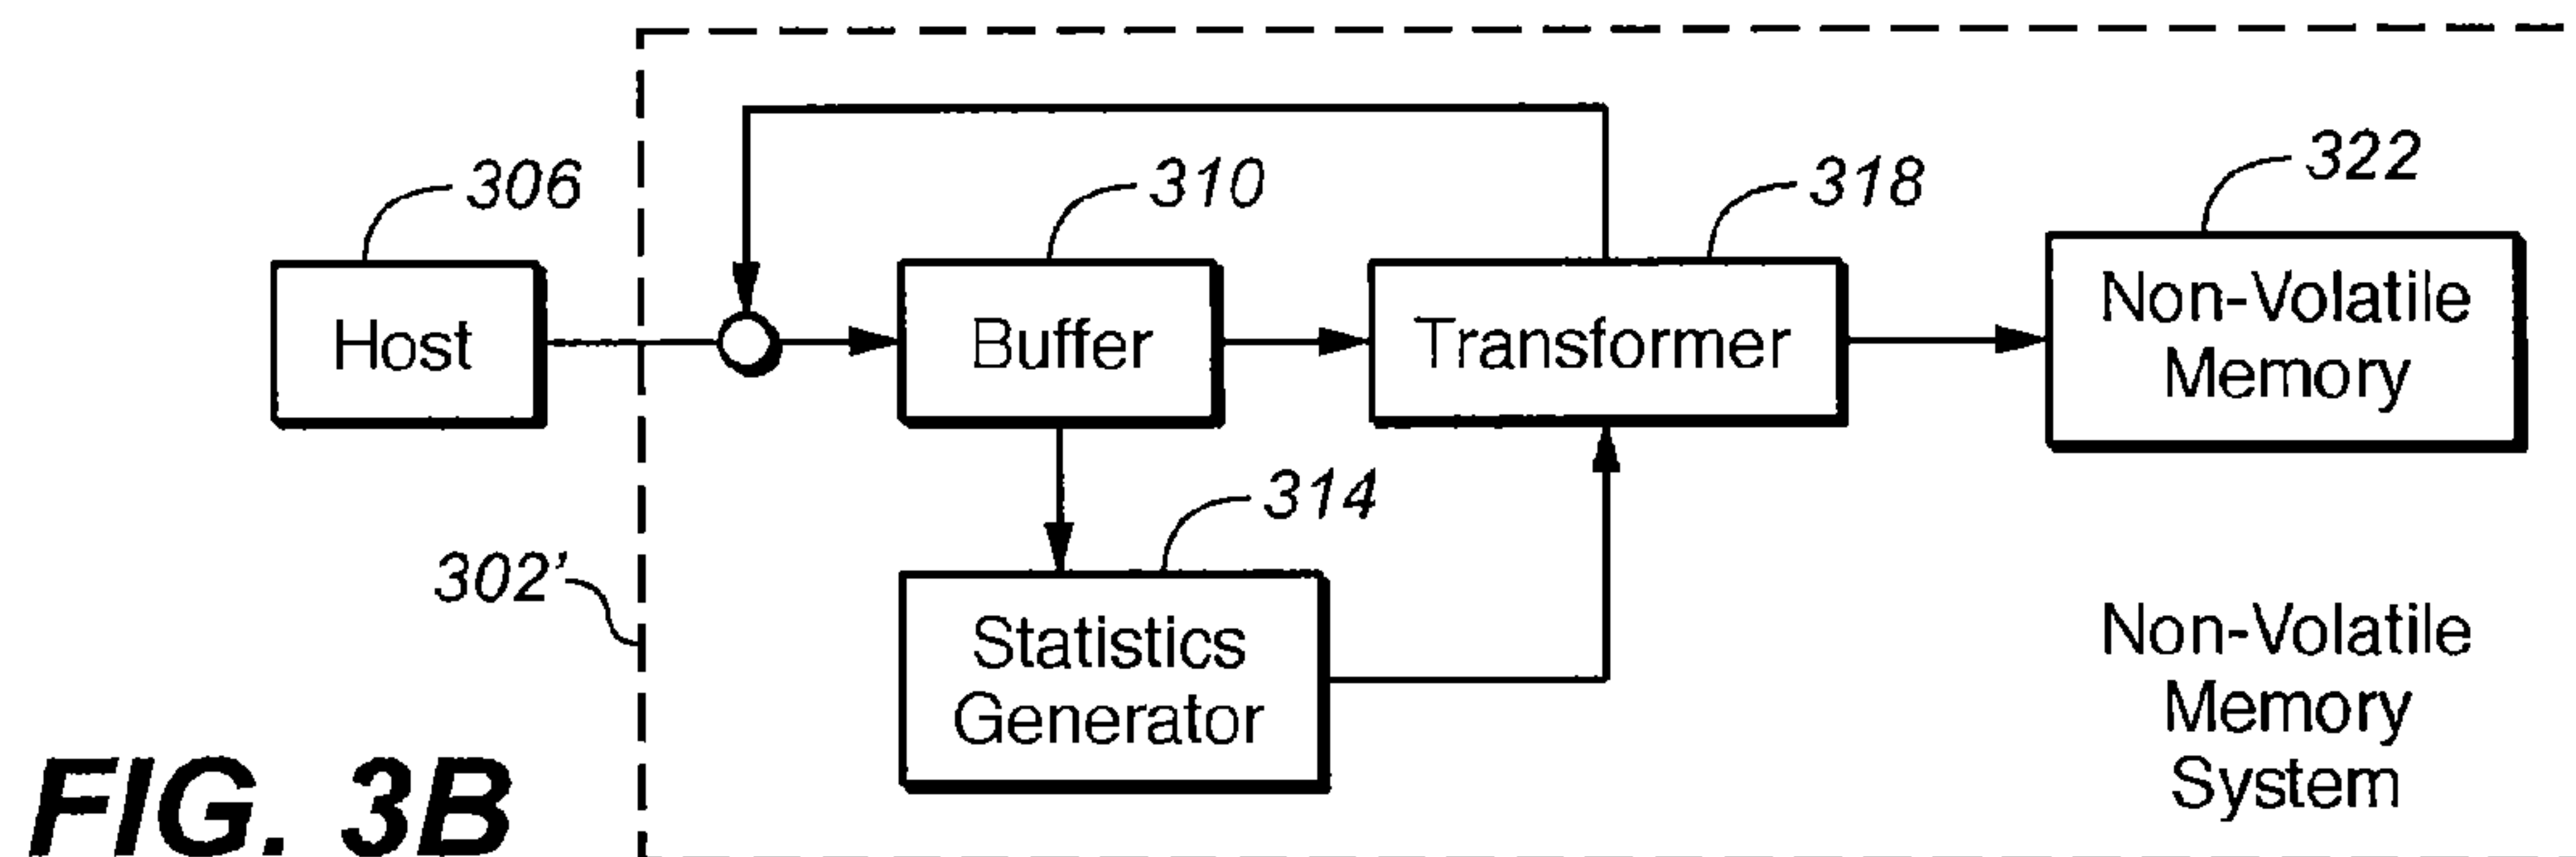 306
310
318
322
Host
Buffer
Transformer
Non-Volatile
Memory
314
302'
Statistics
Generator
Non-Volatile
Memory
System
FIG. 3B